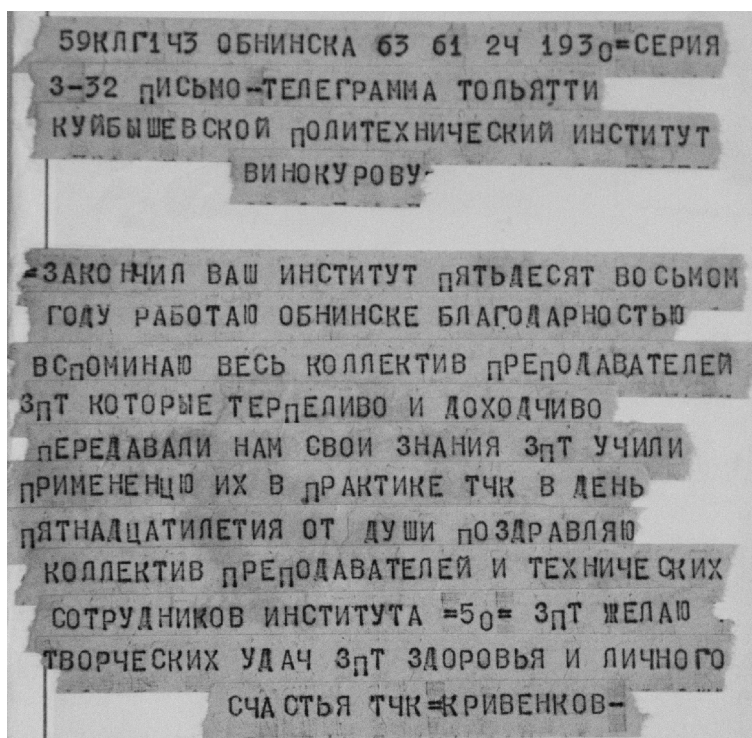 59КЛГ1Ч3 ОБНИНСКА 63 61 2Ч 1930=СЕРИЯ
3-32 ПИСЬМО-ТЕЛЕГРАММА ТОЛЬЯТТИ
КУЙБЫШЕВСКОЙ ПОЛИТЕХНИЧЕСКИЙ ИНСТИТУТ
ВИНОКУРОВУ-
=ЗАКОНЧИЛ ВАШ ИНСТИТУТ ПЯТЬДЕСЯТ ВОСЬМОМ
ГОДУ РАБОТАЮ ОБНИНСКЕ БЛАГОДАРНОСТЬЮ
ВСПОМИНАЮ ВЕСЬ КОЛЛЕКТИВ ПРЕПОДАВАТЕЛЕЙ
ЗПТ КОТОРЫЕ ТЕРПЕЛИВО И ДОХОДЧИВО
ПЕРЕДАВАЛИ НАМ СВОИ ЗНАНИЯ ЗПТ УЧИЛИ
ПРИМЕНЕНЦЮ ИХ В ПРАКТИКЕ ТЧК В ДЕНЬ
ПЯТНАДЦАТИЛЕТИЯ ОТ ДУШИ ПОЗДРАВЛЯЮ
КОЛЛЕКТИВ ПРЕПОДАВАТЕЛЕЙ И ТЕХНИЧЕСКИХ
СОТРУДНИКОВ ИНСТИТУТА =50= ЗПТ ЖЕЛАЮ
ТВОРЧЕСКИХ УДАЧ ЗПТ ЗДОРОВЬЯ И ЛИЧНОГО
СЧАСТЬЯ ТЧК=КРИВЕНКОВ-